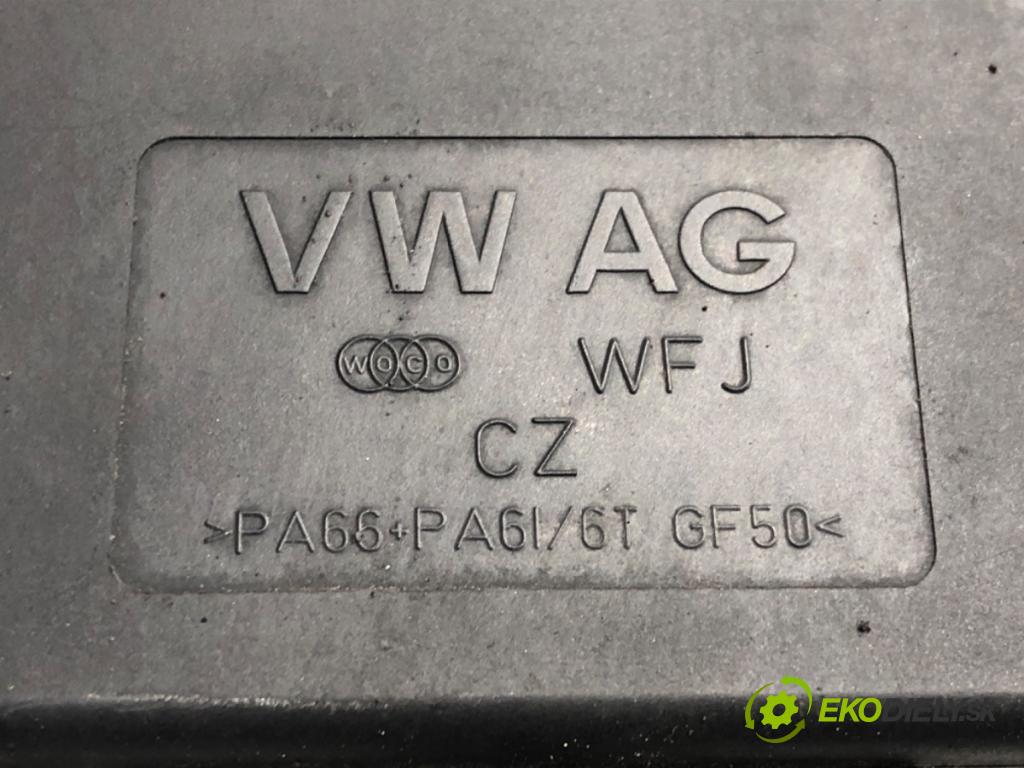 VW AG
WOCO WFJ
CZ
>PA66+PA6I/6T GF50<
EKODIELY.SK